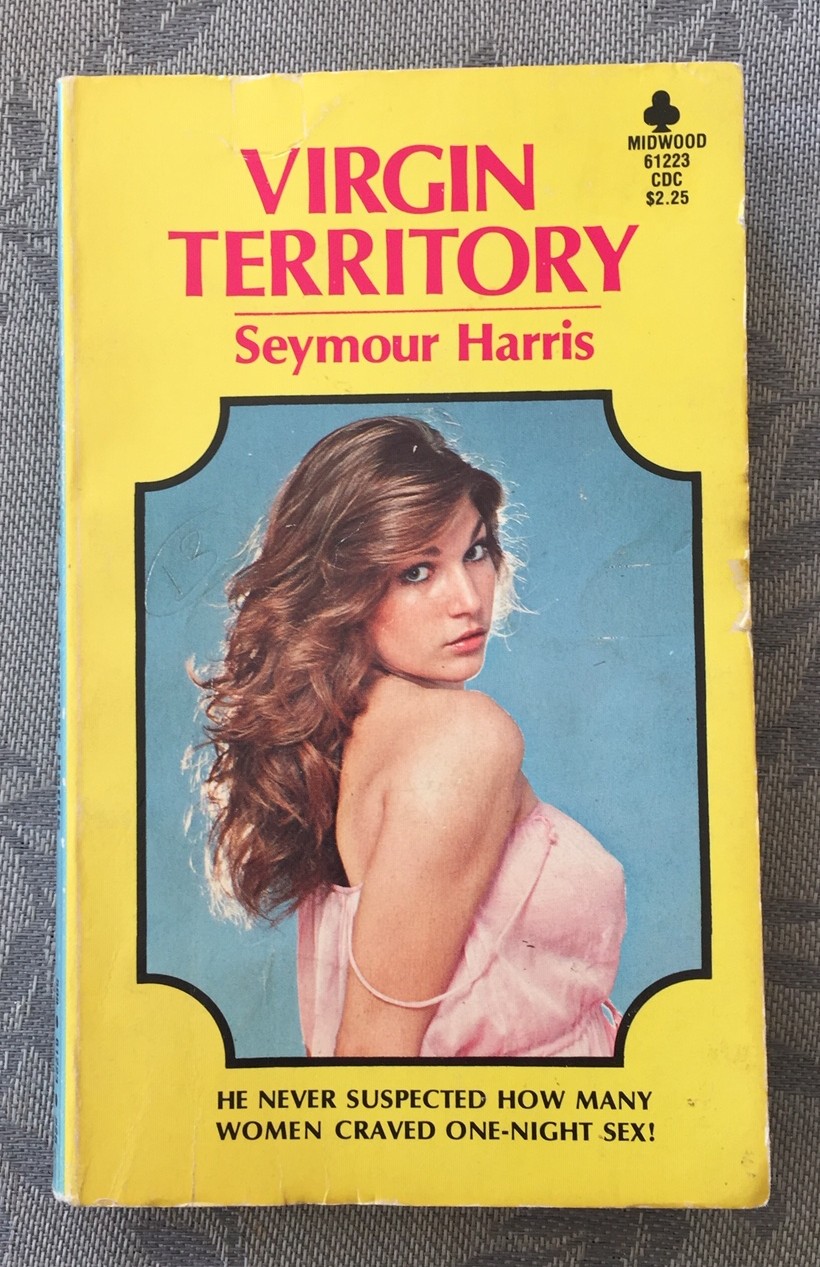 MIDWOOD
61223
CDC
$2.25
VIRGIN
TERRITORY
Seymour Harris
13
HE NEVER SUSPECTED HOW MANY
WOMEN CRAVED ONE-NIGHT SEX!